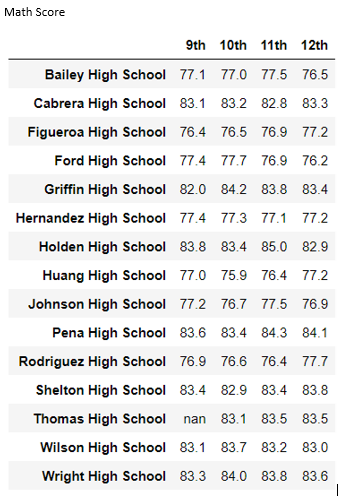 Math Score
9th 10th 11th 12th
Bailey High School 77.1 77.0 77.5 76.5
Cabrera High School 83.1 83.2 82.8 83.3
Figueroa High School 76.4 76.5 76.9 77.2
Ford High School 77.4 77.7 76.9 76.2
Griffin High School 82.0 84.2 83.8 83.4
Hernandez High School 77.4 77.3 77.1 77.2
Holden High School 83.8 83.4 85.0 82.9
Huang High School 77.0 75.9 76.4 77.2
Johnson High School 77.2 76.7 77.5 76.9
Pena High School 83.6 83.4 84.3 84.1
Rodriguez High School 76.9 76.6 76.4 77.7
Shelton High School 83.4 82.9 83.4 83.8
Thomas High School nan 83.1 83.5 83.5
Wilson High School 83.1 83.7 83.2 83.0
Wright High School 83.3 84.0 83.8 83.6